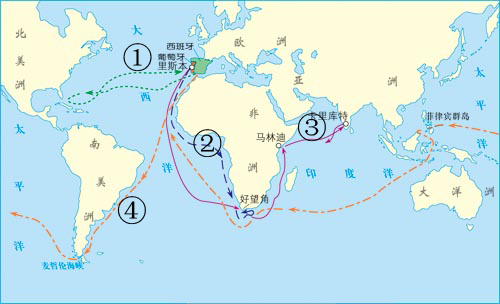 北
美
洲
大
西
洋
①
西班牙
葡萄牙
里斯本
欧 洲
亚
洲
非
洲
②
③
卡里库特
马林迪
菲律宾群岛
南
美
洲
④
太
平
洋
好望角
印 度 洋
大 洋 洲
太
平
洋
麦哲伦海峡